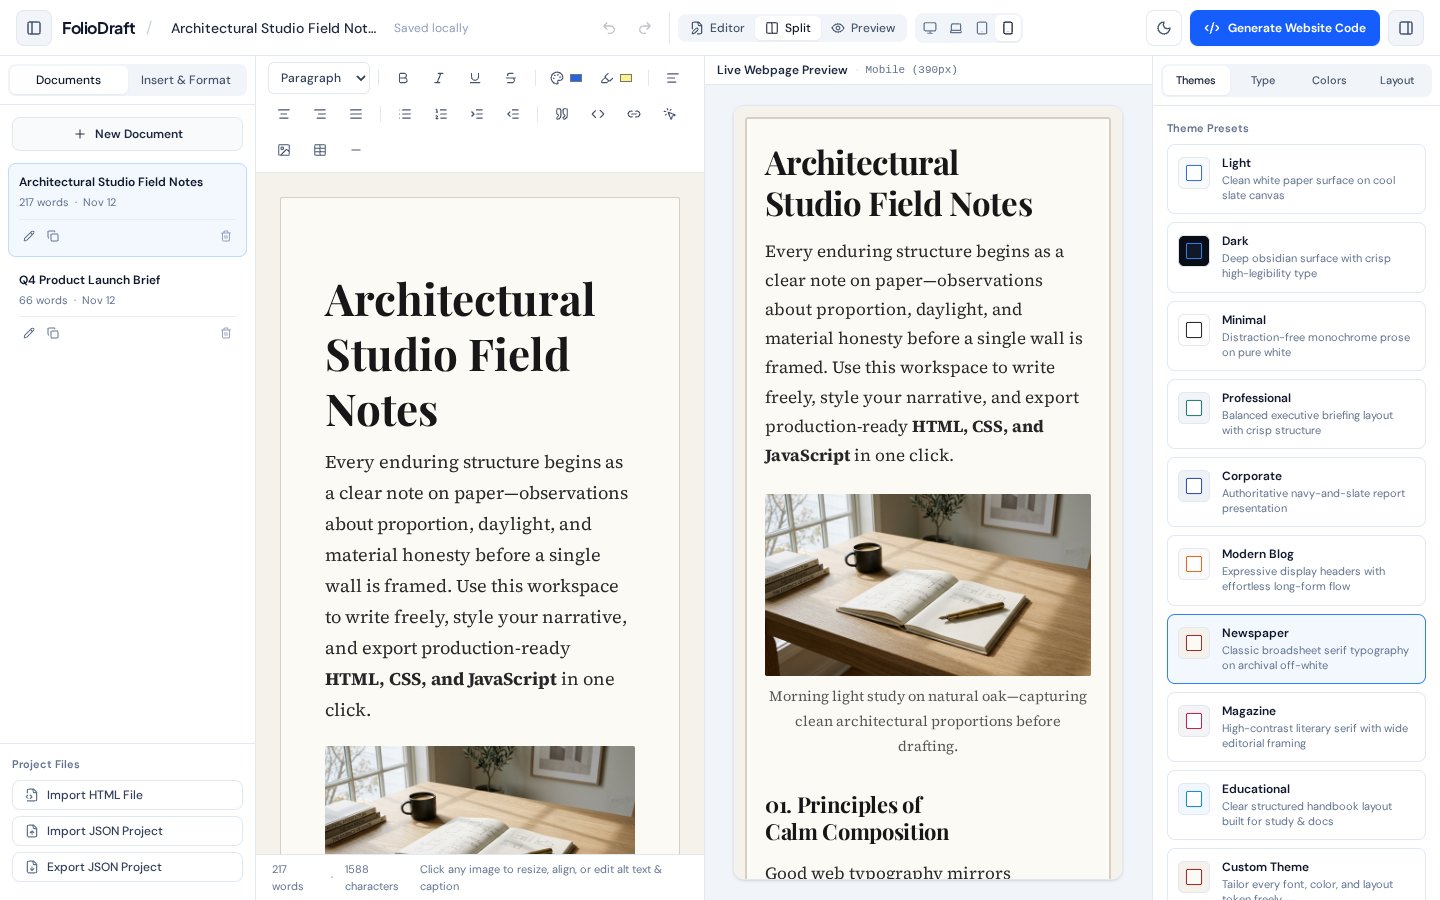 FolioDraft / Architectural Studio Field Not... Saved locally
Editor Split Preview
Generate Website Code
Documents Insert & Format
New Document
Architectural Studio Field Notes
217 words · Nov 12
Q4 Product Launch Brief
66 words · Nov 12
Project Files
Import HTML File
Import JSON Project
Export JSON Project
Paragraph
Architectural
Studio Field
Notes
Every enduring structure begins as
a clear note on paper—observations
about proportion, daylight, and
material honesty before a single
wall is framed. Use this workspace
to write freely, style your narrative,
and export production-ready
HTML, CSS, and JavaScript in one
click.
217
words
·
1588
characters
Click any image to resize, align, or edit alt text &
caption
Live Webpage Preview · Mobile (390px)
Architectural
Studio Field Notes
Every enduring structure begins as a
clear note on paper—observations
about proportion, daylight, and
material honesty before a single wall is
framed. Use this workspace to write
freely, style your narrative, and export
production-ready HTML, CSS, and
JavaScript in one click.
Morning light study on natural oak—capturing
clean architectural proportions before
drafting.
01. Principles of
Calm Composition
Good web typography mirrors
Themes Type Colors Layout
Theme Presets
Light
Clean white paper surface on cool
slate canvas
Dark
Deep obsidian surface with crisp
high-legibility type
Minimal
Distraction-free monochrome prose
on pure white
Professional
Balanced executive briefing layout
with crisp structure
Corporate
Authoritative navy-and-slate report
presentation
Modern Blog
Expressive display headers with
effortless long-form flow
Newspaper
Classic broadsheet serif typography
on archival off-white
Magazine
High-contrast literary serif with wide
editorial framing
Educational
Clear structured handbook layout
built for study & docs
Custom Theme
Tailor every font, color, and layout
token freely